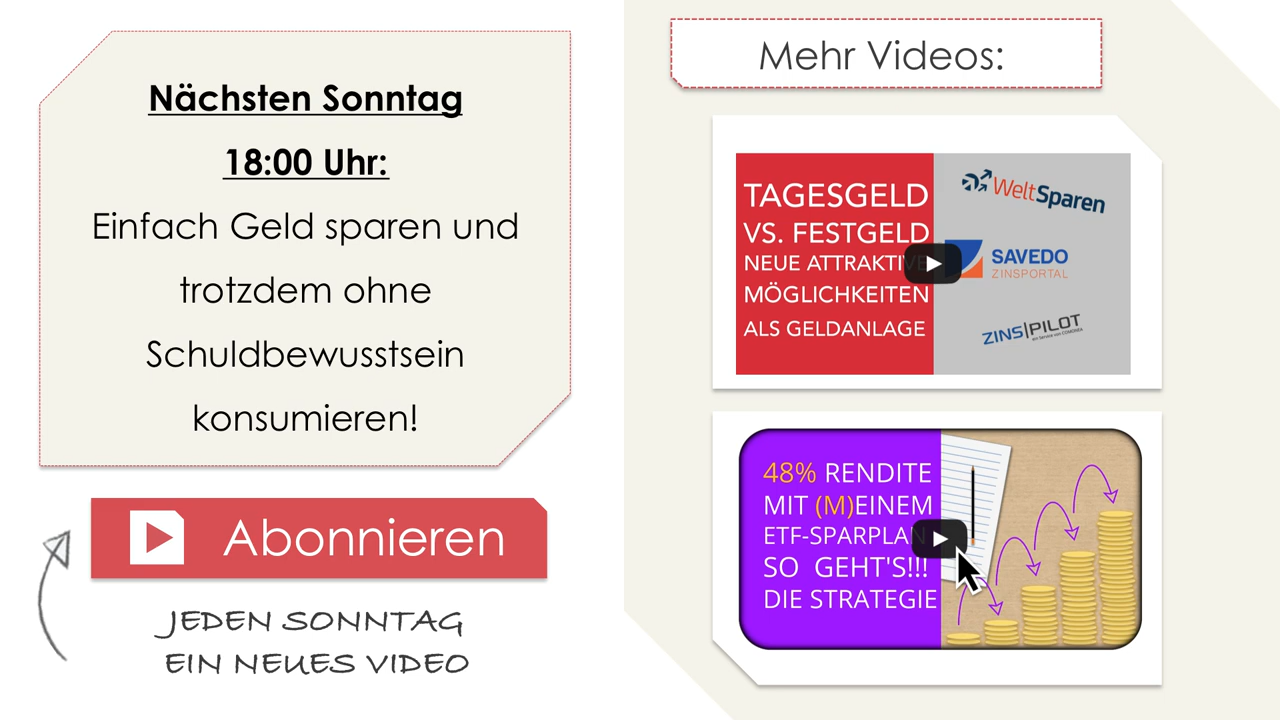 Nächsten Sonntag
18:00 Uhr:
Einfach Geld sparen und
trotzdem ohne
Schuldbewusstsein
konsumieren!
Abonnieren
JEDEN SONNTAG
EIN NEUES VIDEO
Mehr Videos:
TAGESGELD
VS. FESTGELD
NEUE ATTRAKTIVE
MÖGLICHKEITEN
ALS GELDANLAGE
WeltSparen
SAVEDO
ZINSPORTAL
ZINS|PILOT
48% RENDITE
MIT (M)EINEM
ETF-SPARPLAN
SO GEHT'S!!!
DIE STRATEGIE